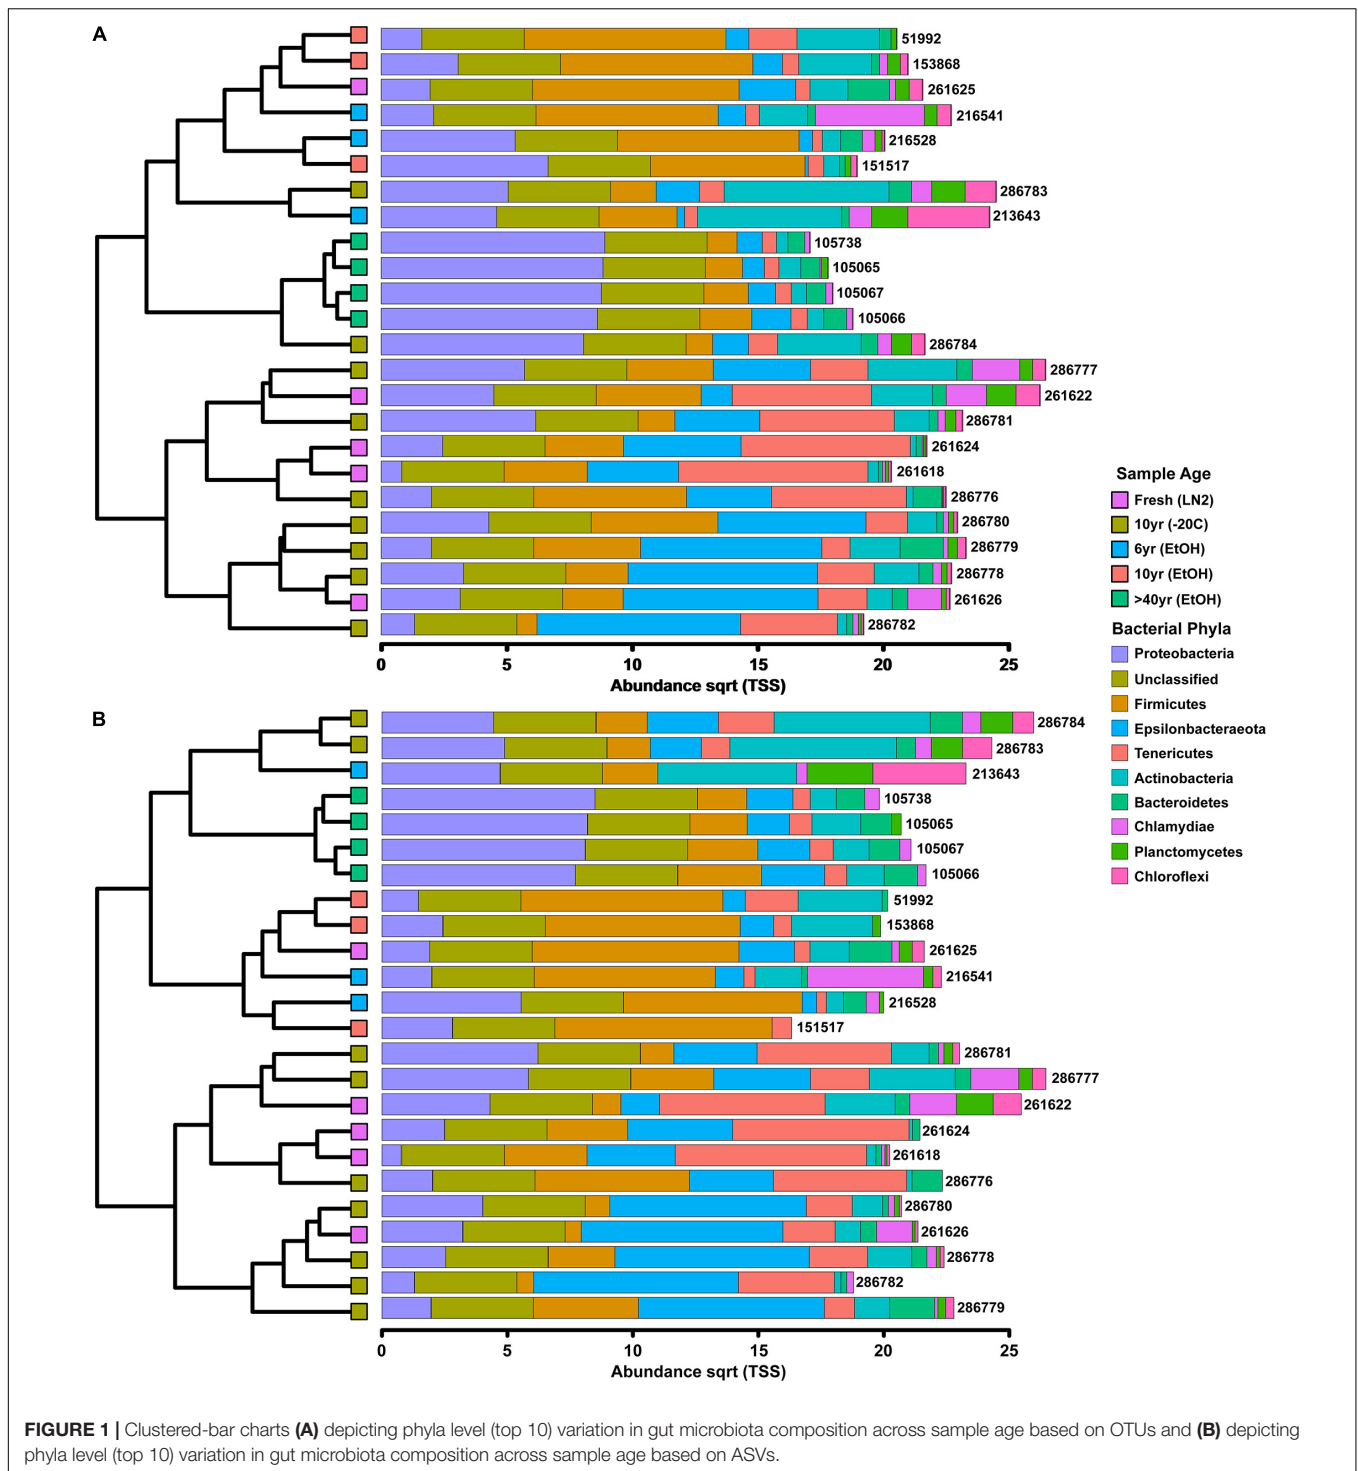 A
51992
153868
261625
216541
216528
151517
286783
213643
105738
105065
105067
105066
286784
286777
261622
286781
261624
261618
286776
286780
286779
286778
261626
286782
0 5 10 15 20 25
Abundance sqrt (TSS)
Sample Age
Fresh (LN2)
10yr (-20C)
6yr (EtOH)
10yr (EtOH)
>40yr (EtOH)
Bacterial Phyla
Proteobacteria
Unclassified
Firmicutes
Epsilonbacteraeota
Tenericutes
Actinobacteria
Bacteroidetes
Chlamydiae
Planctomycetes
Chloroflexi
B
286784
286783
213643
105738
105065
105067
105066
51992
153868
261625
216541
216528
151517
286781
286777
261622
261624
261618
286776
286780
261626
286778
286782
286779
0 5 10 15 20 25
Abundance sqrt (TSS)
FIGURE 1 | Clustered-bar charts (A) depicting phyla level (top 10) variation in gut microbiota composition across sample age based on OTUs and (B) depicting
phyla level (top 10) variation in gut microbiota composition across sample age based on ASVs.